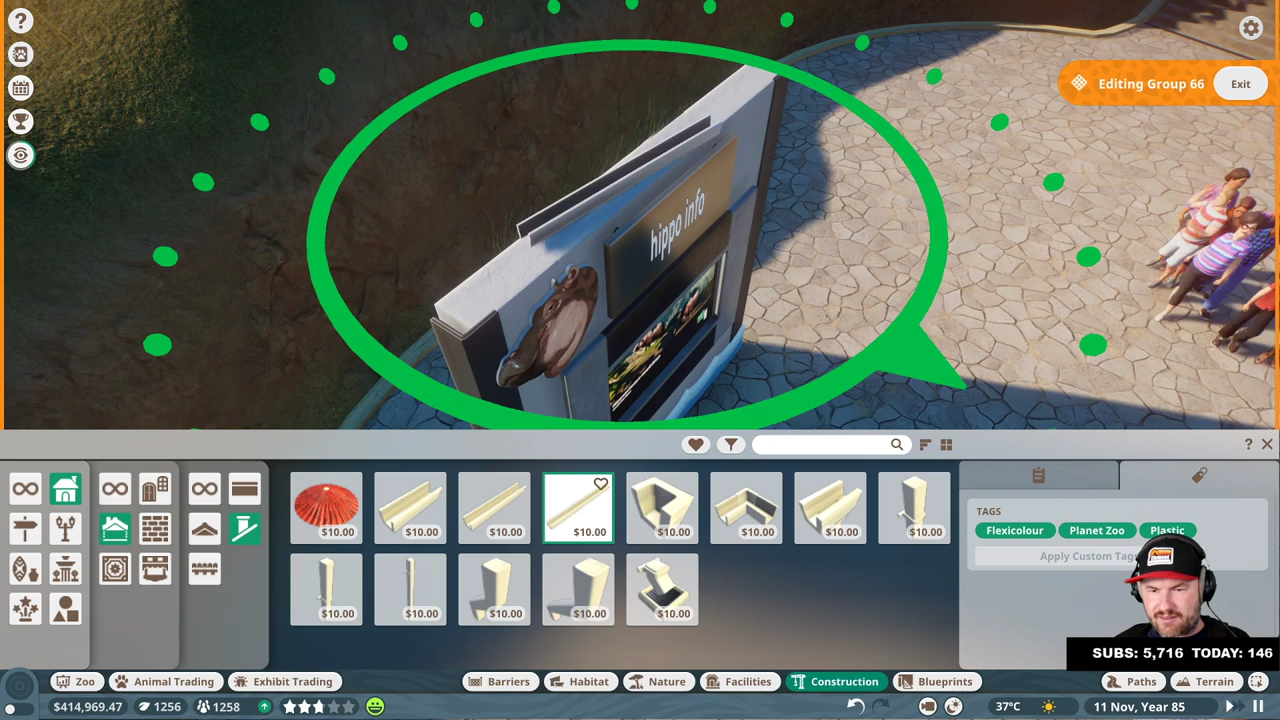 Editing Group 66 Exit
hippo info
? 
$10.00 $10.00 $10.00 $10.00 $10.00 $10.00 $10.00 $10.00
$10.00 $10.00 $10.00 $10.00 $10.00
TAGS
Flexicolour Planet Zoo Plastic
Apply Custom Tags
SUBS: 5,716 TODAY: 146
Zoo Animal Trading Exhibit Trading Barriers Habitat Nature Facilities Construction Blueprints Paths Terrain
$414,969.47 1256 1258 37°C 11 Nov, Year 85